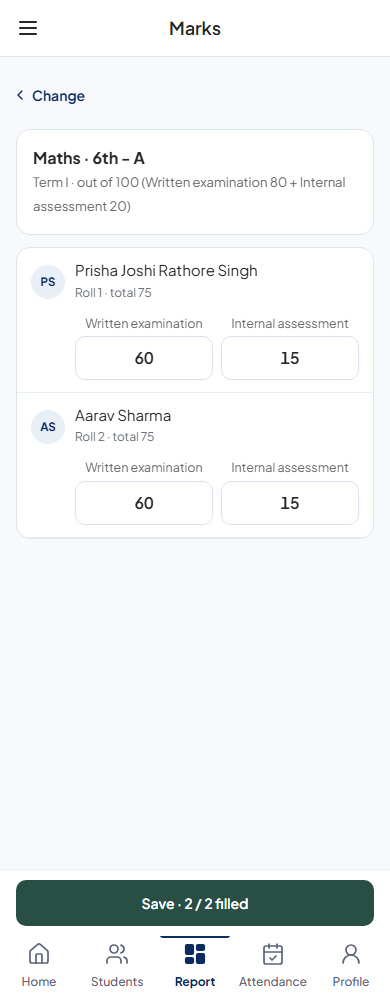 Marks
Change
Maths · 6th - A
Term I · out of 100 (Written examination 80 + Internal
assessment 20)
PS
Prisha Joshi Rathore Singh
Roll 1 · total 75
Written examination
Internal assessment
60
15
AS
Aarav Sharma
Roll 2 · total 75
Written examination
Internal assessment
60
15
Save · 2 / 2 filled
Home
Students
Report
Attendance
Profile